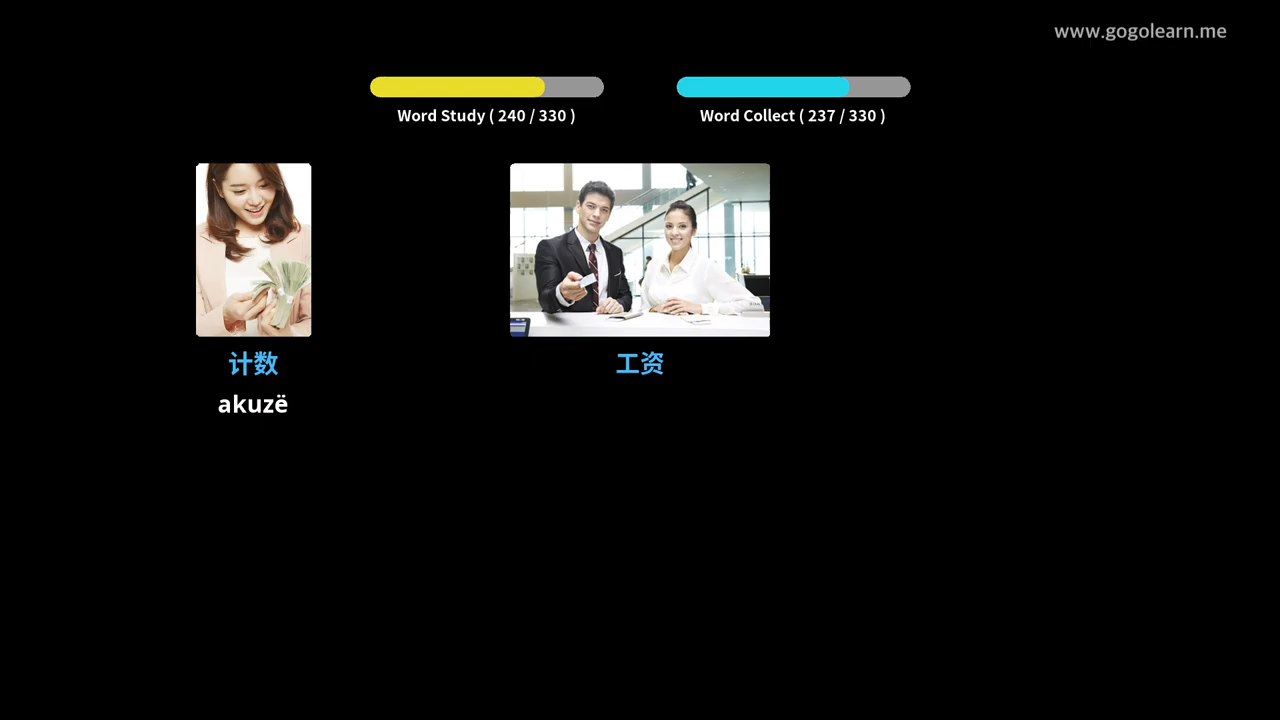 www.gogolearn.me
Word Study ( 240 / 330 )
Word Collect ( 237 / 330 )
计数
工资
akuzë